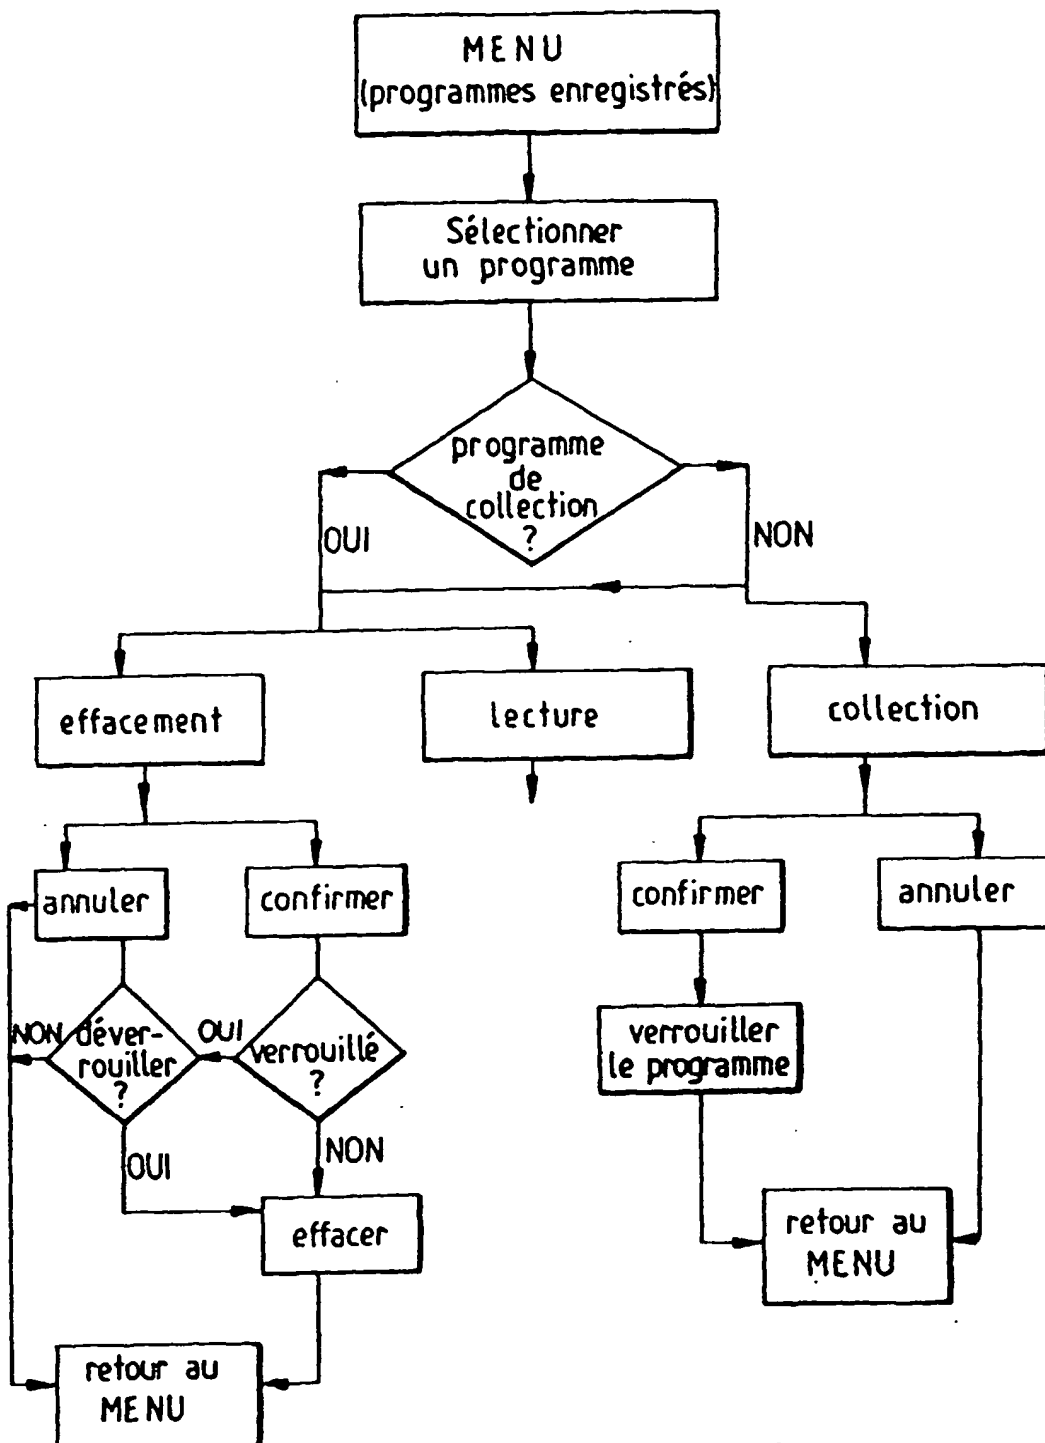 MENU
(programmes enregistrés)
Sélectionner
un programme
programme
de
collection
?
OUI
NON
effacement
lecture
collection
annuler
confirmer
confirmer
annuler
NON
déver-
rouiller
?
OUI
verrouillé
?
verrouiller
le programme
OUI
NON
effacer
retour au
MENU
retour au
MENU